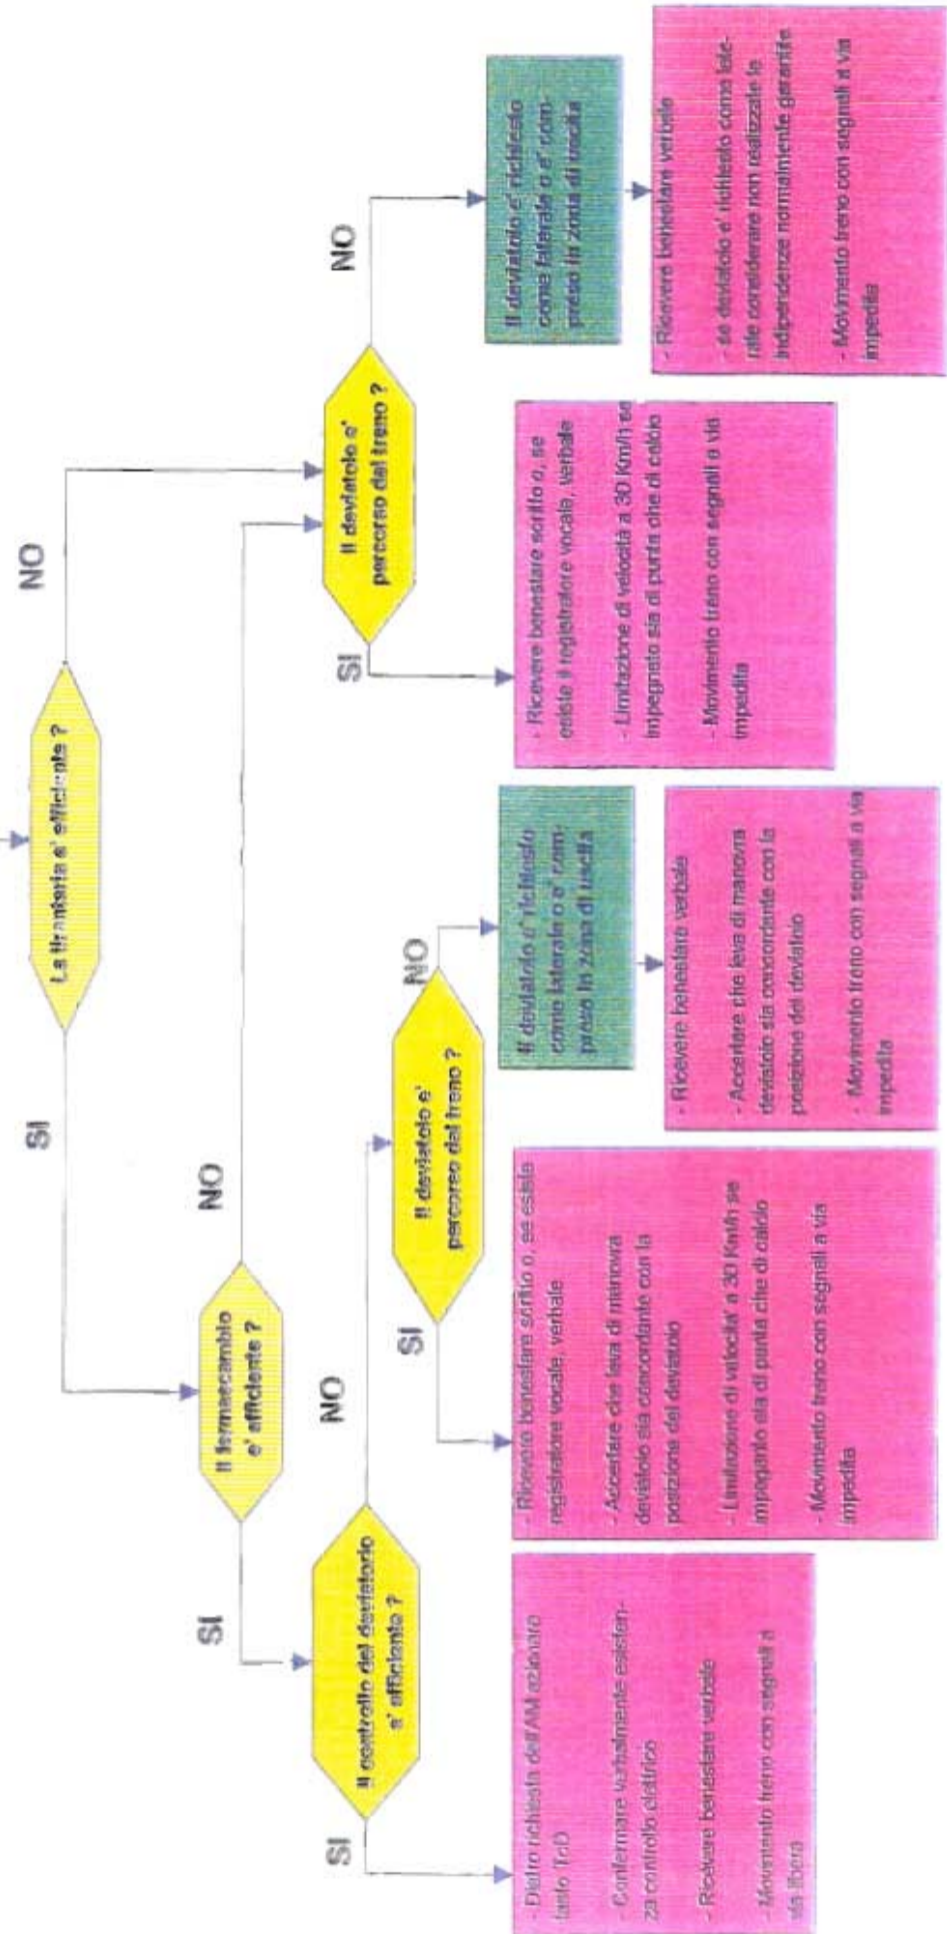 La tiranteria e' efficiente ?
SI
NO
Il fermascambio
e' efficiente ?
SI
NO
Il deviatoio e'
percorso dal treno ?
SI
NO
Il controllo del deviatoio
e' efficiente ?
SI
NO
Il deviatoio e'
percorso dal treno ?
SI
NO
Il deviatoio e' richiesto
come laterale o e' com-
preso in zona di uscita
Il deviatoio e' richiesto
come laterale o e' com-
preso in zona di uscita
- Dietro richiesta dell'AM azionare
tasto TcD
- Confermare verbalmente esisten-
za controllo elettrico
- Ricevere benestare verbale
- Movimento treno con segnali a
via libera
- Ricevere benestare scritto o, se esiste
registratore vocale, verbale
- Accertare che leva di manovra
deviatoio sia concordante con la
posizione del deviatoio
- Limitazione di velocita' a 30 Km/h se
impegnato sia di punta che di calcio
- Movimento treno con segnali a via
impedita
- Ricevere benestare verbale
- Accertare che leva di manovra
deviatoio sia concordante con la
posizione del deviatoio
- Movimento treno con segnali a via
impedita
- Ricevere benestare scritto o, se
esiste il registratore vocale, verbale
- Limitazione di velocità a 30 Km/h se
impegnato sia di punta che di calcio
- Movimento treno con segnali a via
impedita
- Ricevere benestare verbale
- se deviatoio e' richiesto come late-
rale considerare non realizzate le
indipendenze normalmente garantite
- Movimento treno con segnali a via
impedita